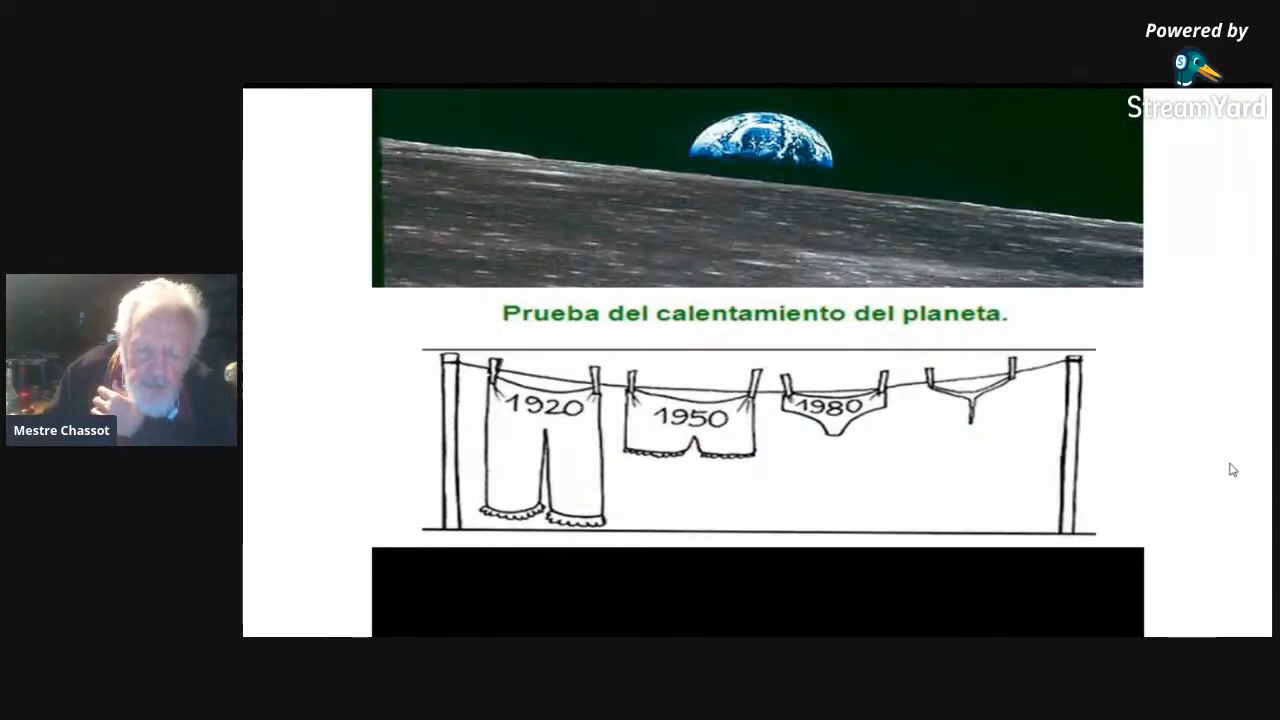 Powered by
StreamYard
Prueba del calentamiento del planeta.
1920
1950
1980
Mestre Chassot